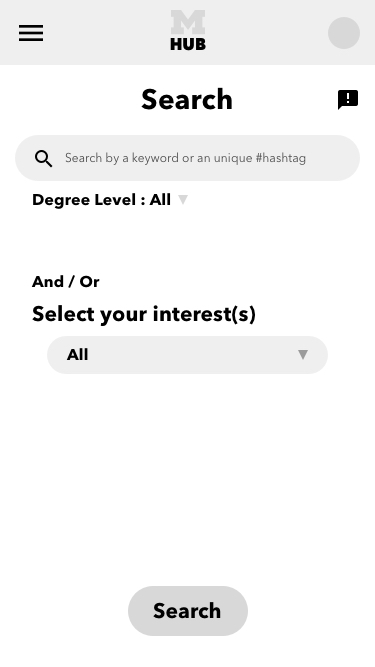 M
HUB
Search
Search by a keyword or an unique #hashtag
Degree Level : All
And / Or
Select your interest(s)
All
Search